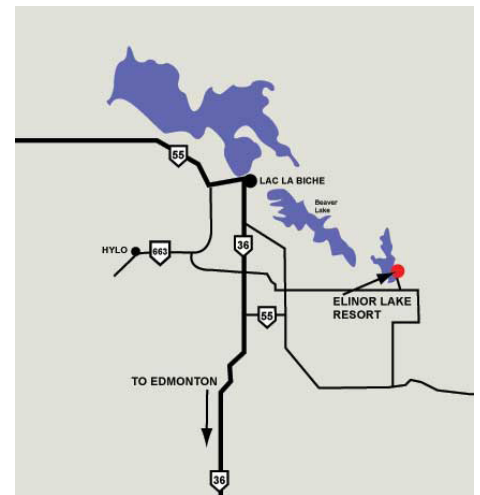 55
LAC LA BICHE
Beaver
Lake
HYLO
663
36
ELINOR LAKE
RESORT
55
TO EDMONTON
36